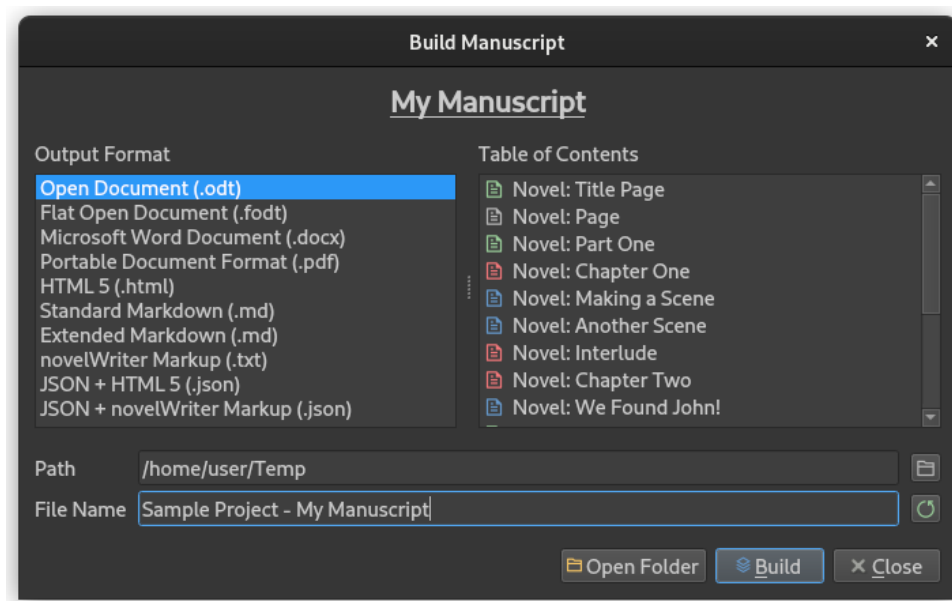 Build Manuscript
My Manuscript
Output Format
Open Document (.odt)
Flat Open Document (.fodt)
Microsoft Word Document (.docx)
Portable Document Format (.pdf)
HTML 5 (.html)
Standard Markdown (.md)
Extended Markdown (.md)
novelWriter Markup (.txt)
JSON + HTML 5 (.json)
JSON + novelWriter Markup (.json)
Table of Contents
Novel: Title Page
Novel: Page
Novel: Part One
Novel: Chapter One
Novel: Making a Scene
Novel: Another Scene
Novel: Interlude
Novel: Chapter Two
Novel: We Found John!
Path /home/user/Temp
File Name Sample Project - My Manuscript
Open Folder Build Close